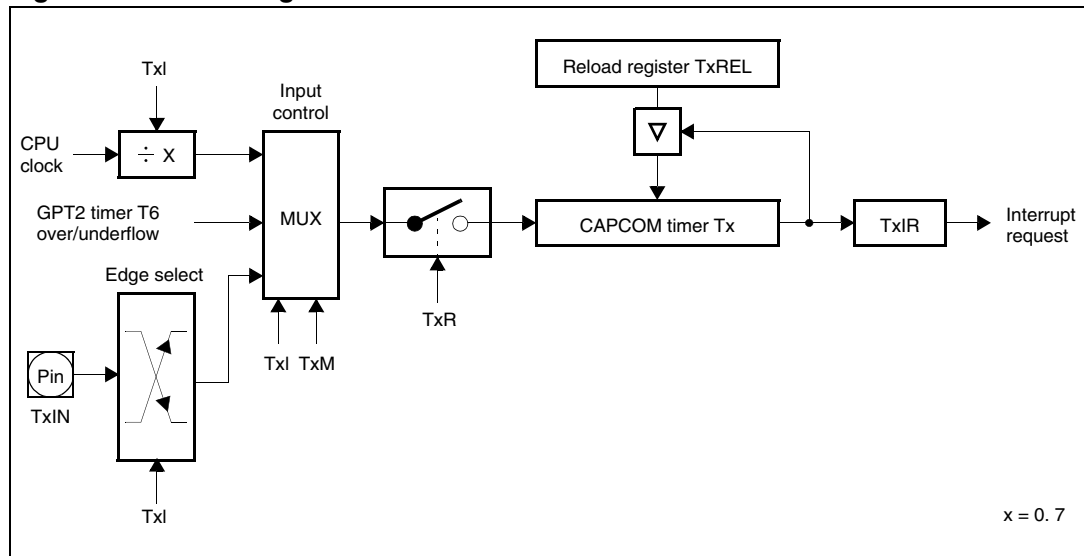 TxI
CPU
clock
÷ X
GPT2 timer T6
over/underflow
Edge select
Pin
TxIN
TxI
Input
control
MUX
TxI TxM
TxR
Reload register TxREL
∇
CAPCOM timer Tx
TxIR
Interrupt
request
x = 0. 7